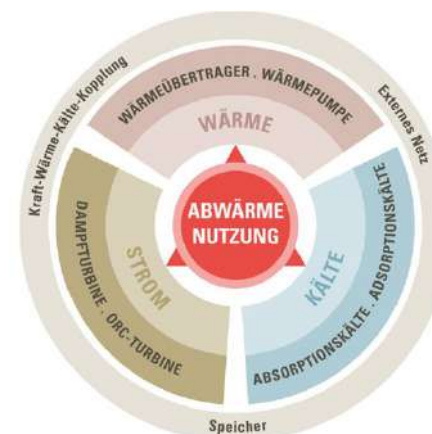 Kraft-Wärme-Kälte-Kopplung
Externes Netz
WÄRMEÜBERTRAGER . WÄRMEPUMPE
WÄRME
ABWÄRME
NUTZUNG
STROM
DAMPFTURBINE . ORC-TURBINE
KÄLTE
ABSORPTIONSKÄLTE . ADSORPTIONSKÄLTE
Speicher